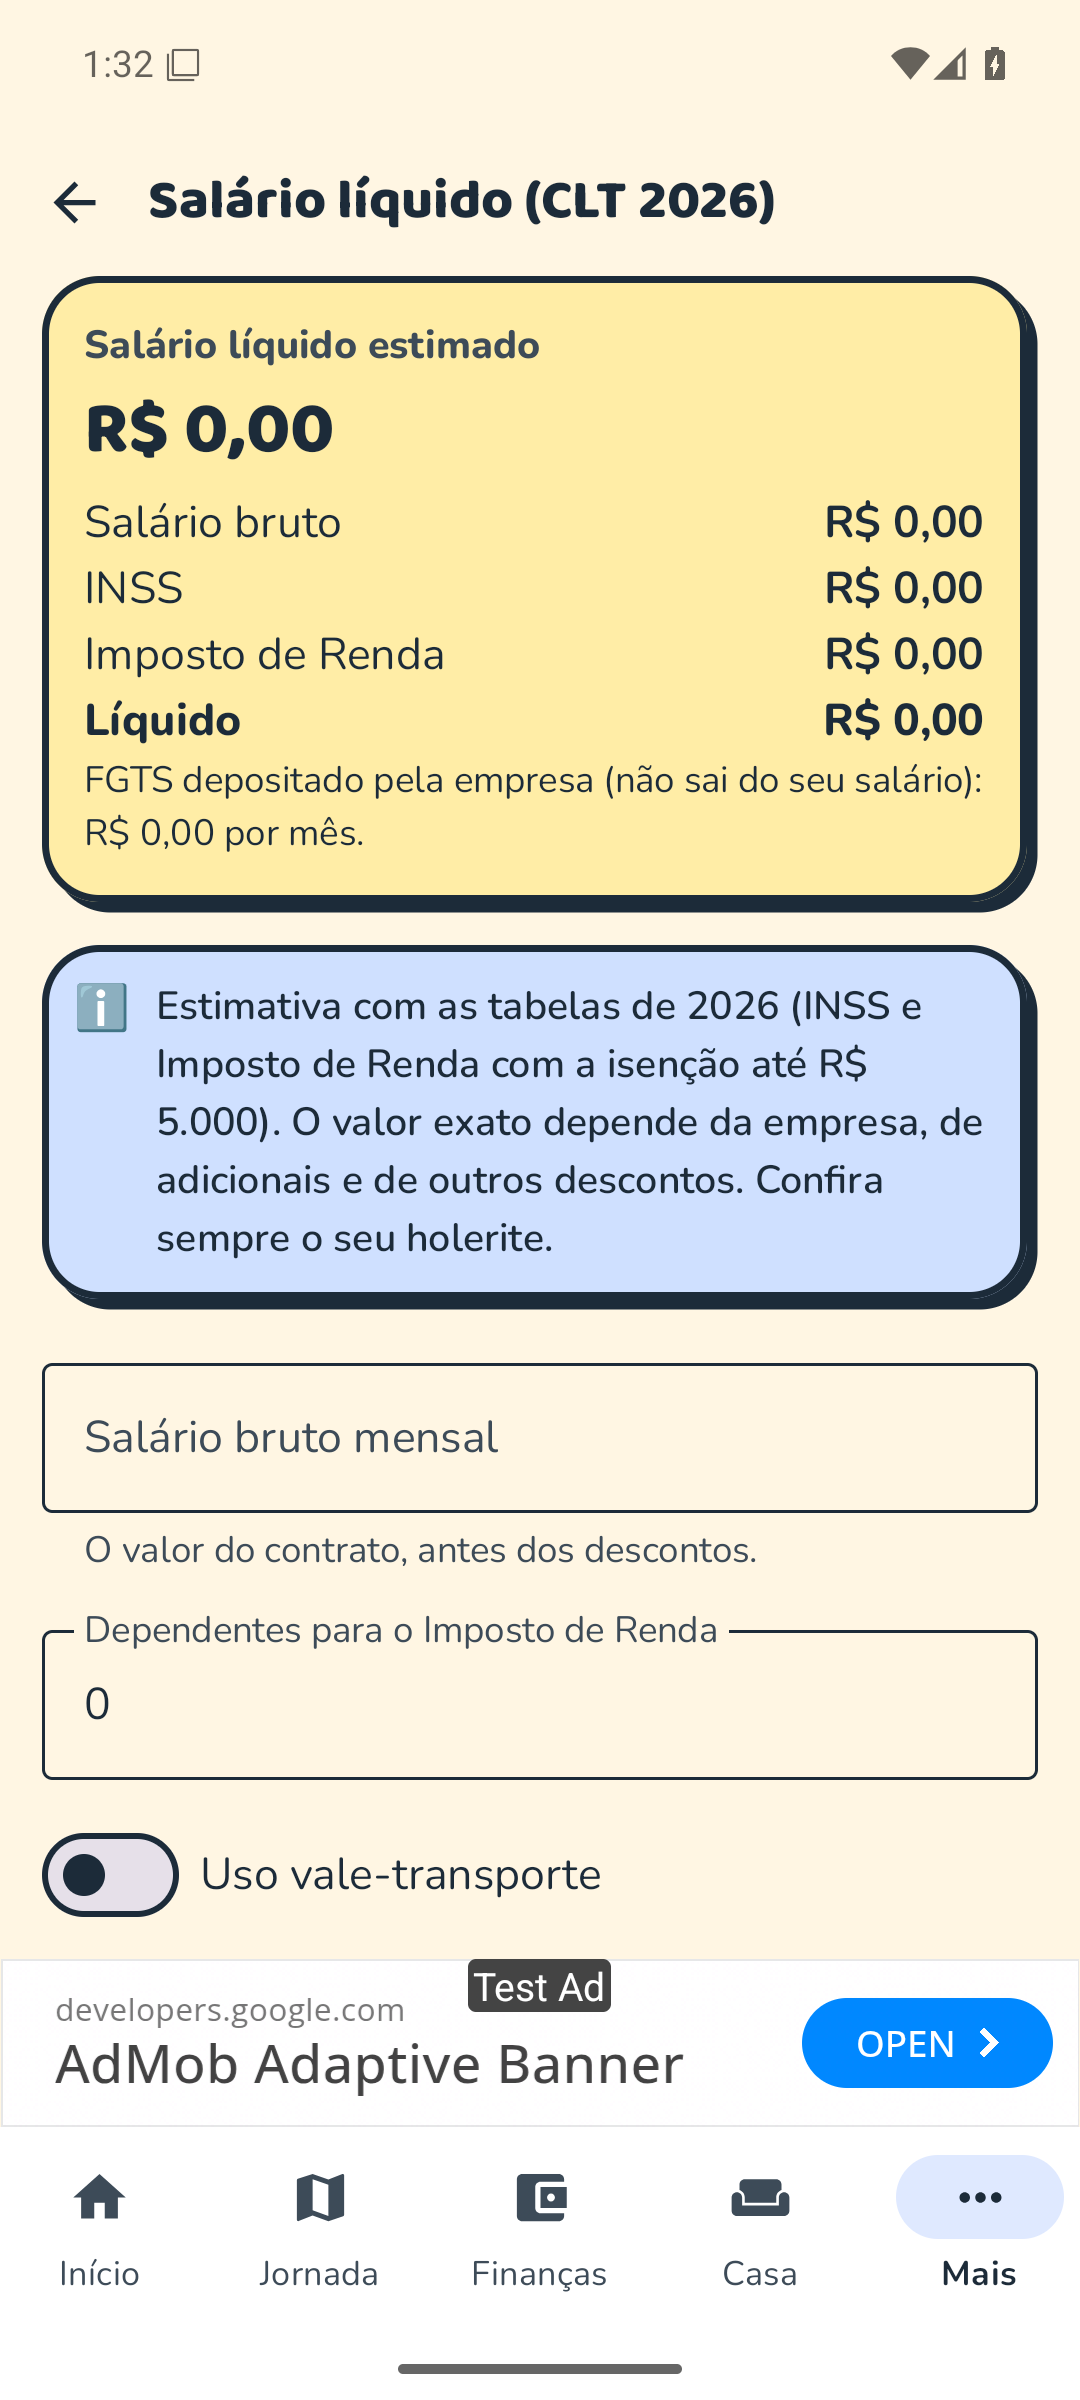 1:32
Salário líquido (CLT 2026)
Salário líquido estimado
R$ 0,00
Salário bruto R$ 0,00
INSS R$ 0,00
Imposto de Renda R$ 0,00
Líquido R$ 0,00
FGTS depositado pela empresa (não sai do seu salário):
R$ 0,00 por mês.
Estimativa com as tabelas de 2026 (INSS e
Imposto de Renda com a isenção até R$
5.000). O valor exato depende da empresa, de
adicionais e de outros descontos. Confira
sempre o seu holerite.
Salário bruto mensal
O valor do contrato, antes dos descontos.
Dependentes para o Imposto de Renda
0
Uso vale-transporte
Test Ad
developers.google.com
AdMob Adaptive Banner
OPEN
Início Jornada Finanças Casa Mais